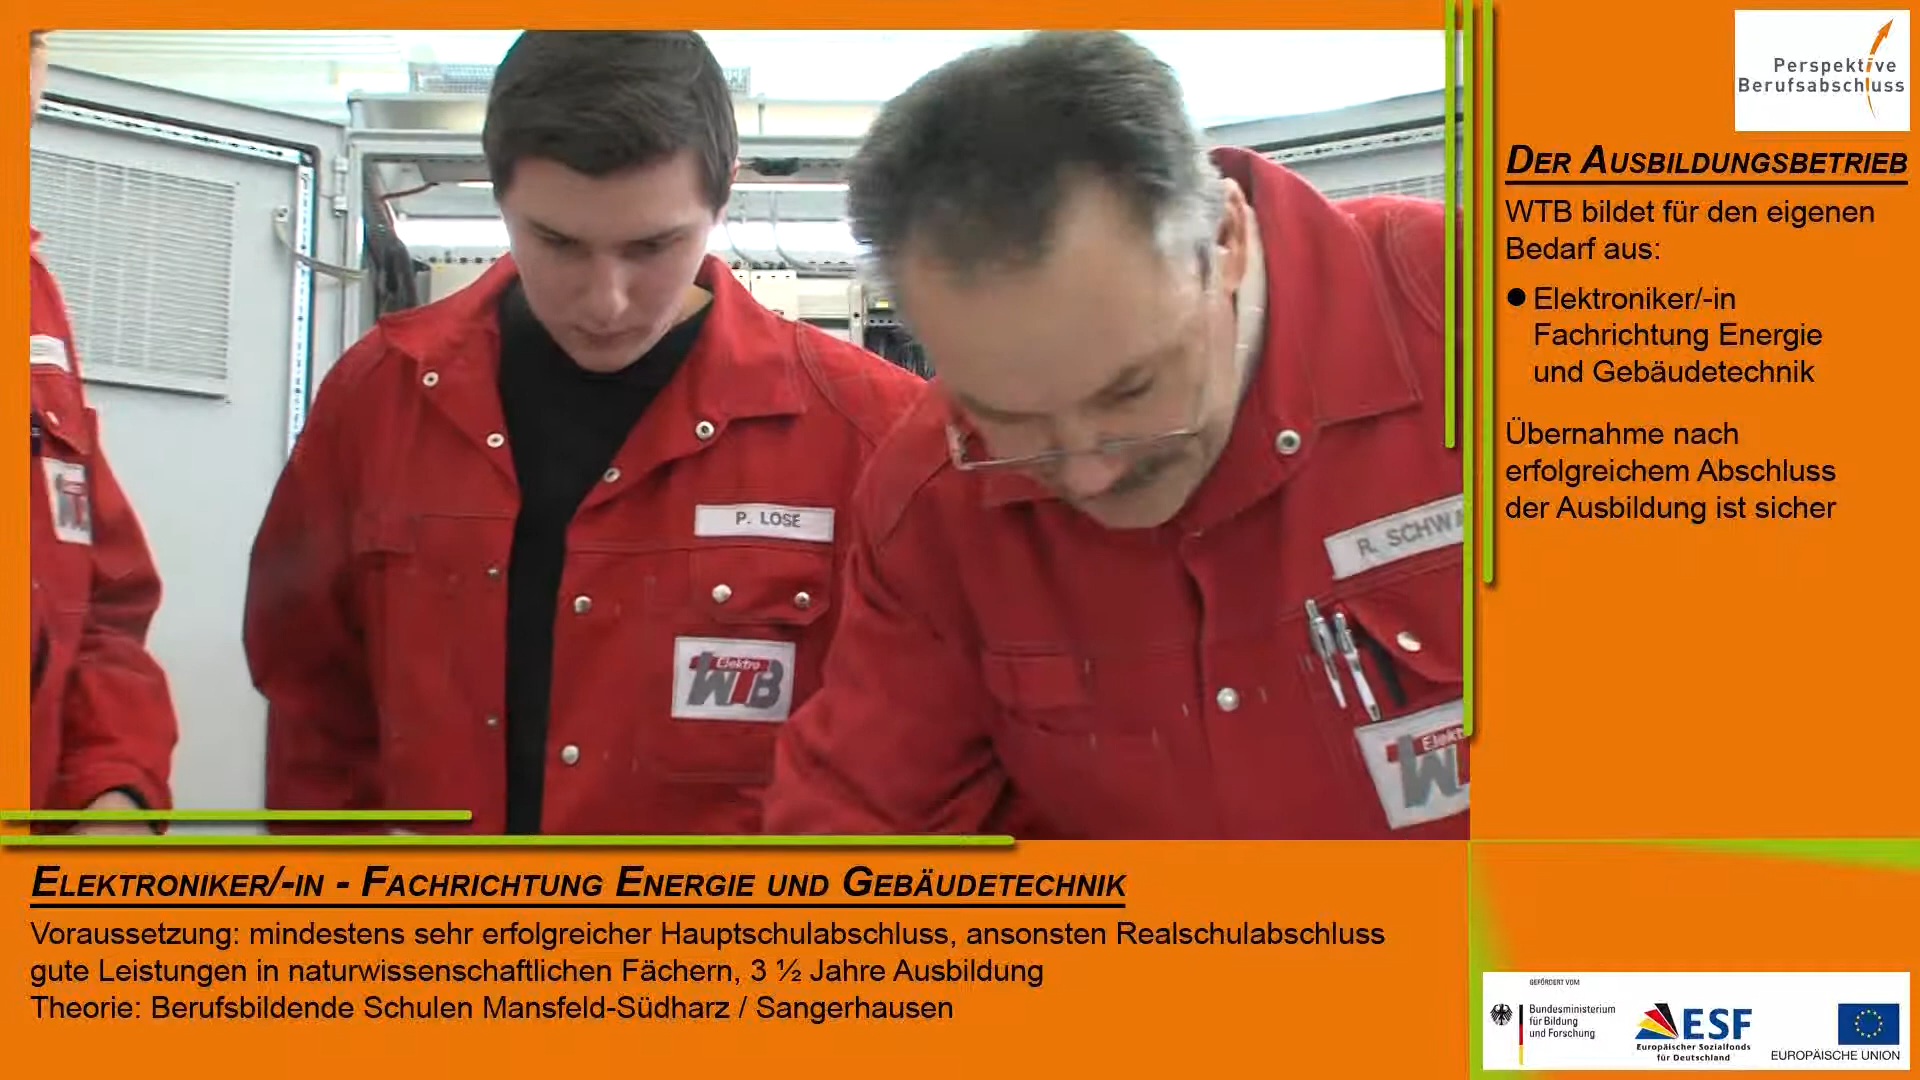 Perspektive
Berufsabschluss
DER AUSBILDUNGSBETRIEB
WTB bildet für den eigenen
Bedarf aus:
● Elektroniker/-in
Fachrichtung Energie
und Gebäudetechnik
Übernahme nach
erfolgreichem Abschluss
der Ausbildung ist sicher
P. LOSE
R. SCHWA
Elektro
WTB
ELEKTRONIKER/-IN - FACHRICHTUNG ENERGIE UND GEBÄUDETECHNIK
Voraussetzung: mindestens sehr erfolgreicher Hauptschulabschluss, ansonsten Realschulabschluss
gute Leistungen in naturwissenschaftlichen Fächern, 3 ½ Jahre Ausbildung
Theorie: Berufsbildende Schulen Mansfeld-Südharz / Sangerhausen
GEFÖRDERT VOM
Bundesministerium
für Bildung
und Forschung
ESF
Europäischer Sozialfonds
für Deutschland
EUROPÄISCHE UNION